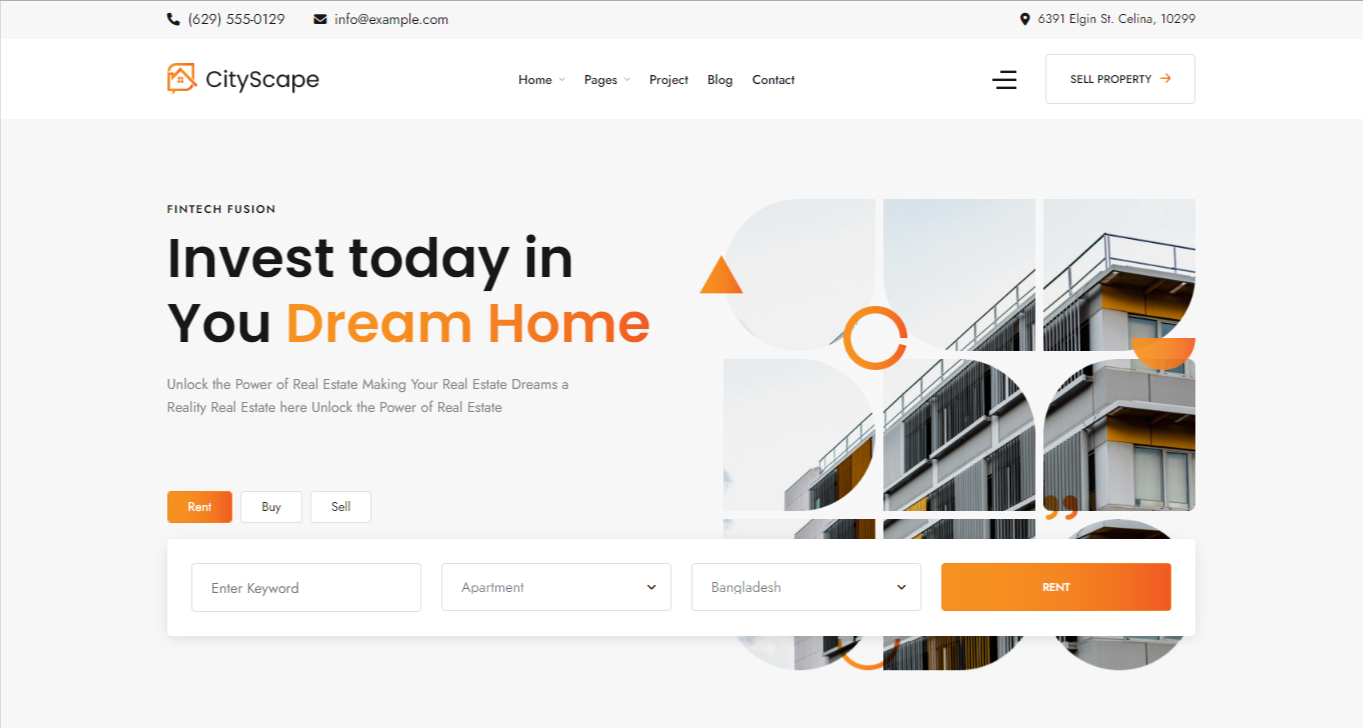 (629) 555-0129 info@example.com 6391 Elgin St. Celina, 10299
CityScape Home Pages Project Blog Contact SELL PROPERTY
FINTECH FUSION
Invest today in
You Dream Home
Unlock the Power of Real Estate Making Your Real Estate Dreams a
Reality Real Estate here Unlock the Power of Real Estate
Rent Buy Sell
Enter Keyword Apartment Bangladesh RENT